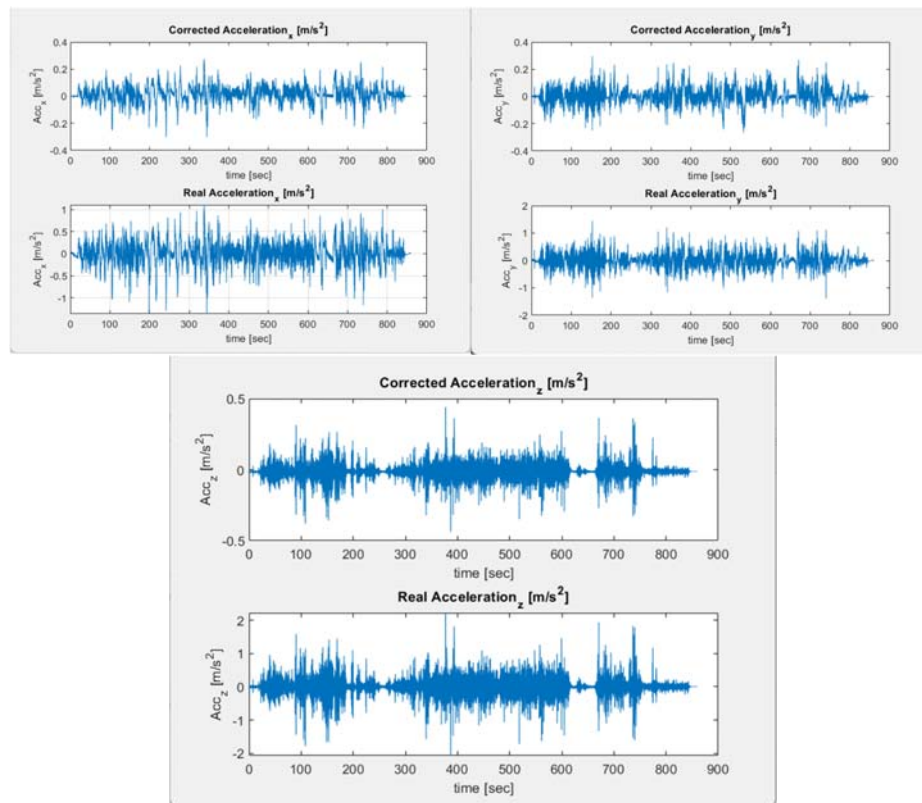 Corrected Acceleration_x [m/s²]
0.4
0.2
0
-0.2
0.4
Acc_x [m/s²]
0 100 200 300 400 500 600 700 800 900
time [sec]
Real Acceleration_x [m/s²]
1
0.5
0
-0.5
-1
Acc_x [m/s²]
0 100 200 300 400 500 600 700 800 900
time [sec]
Corrected Acceleration_y [m/s²]
0.4
0.2
0
-0.2
0.4
Acc_y [m/s²]
0 100 200 300 400 500 600 700 800 900
time [sec]
Real Acceleration_y [m/s²]
2
1
0
-1
-2
Acc_y [m/s²]
0 100 200 300 400 500 600 700 800 900
time [sec]
Corrected Acceleration_z [m/s²]
0.5
0
-0.5
Acc_z [m/s²]
0 100 200 300 400 500 600 700 800 900
time [sec]
Real Acceleration_z [m/s²]
2
1
0
-1
-2
Acc_z [m/s²]
0 100 200 300 400 500 600 700 800 900
time [sec]